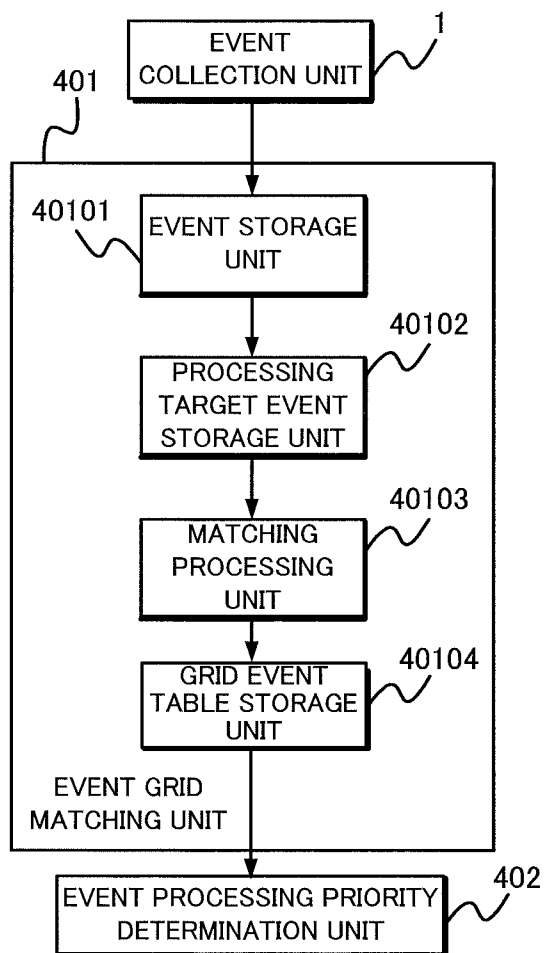 EVENT
COLLECTION UNIT
1
401
40101
EVENT STORAGE
UNIT
40102
PROCESSING
TARGET EVENT
STORAGE UNIT
40103
MATCHING
PROCESSING
UNIT
40104
GRID EVENT
TABLE STORAGE
UNIT
EVENT GRID
MATCHING UNIT
402
EVENT PROCESSING PRIORITY
DETERMINATION UNIT